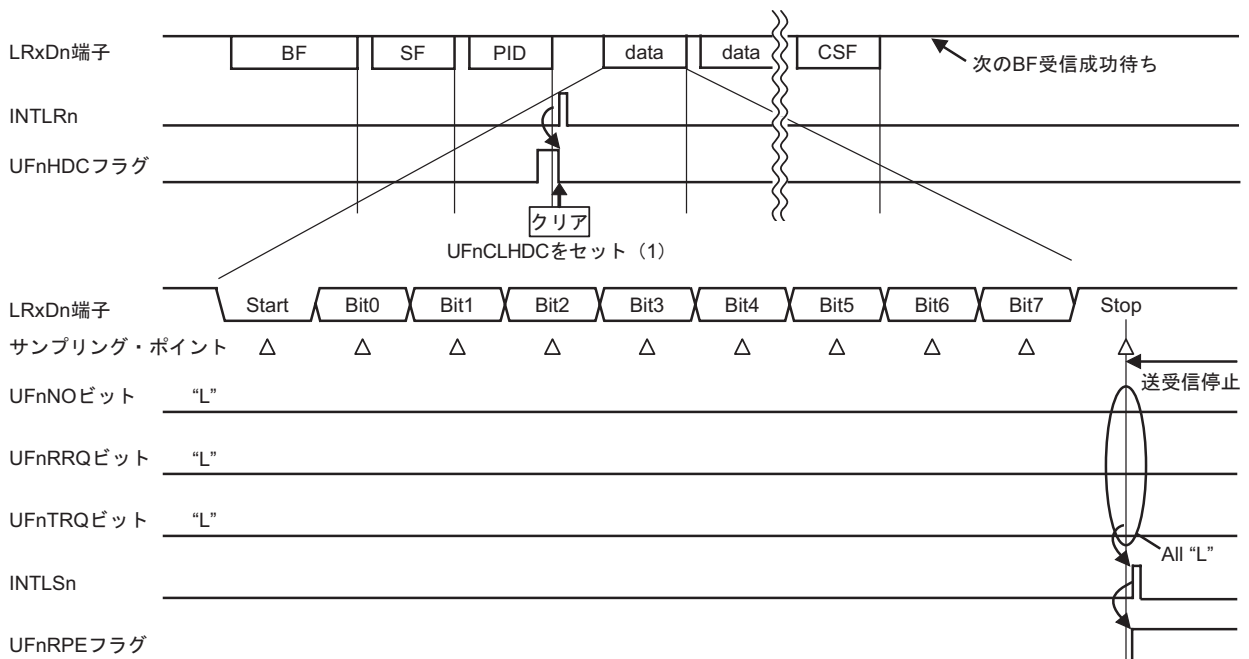 LRxDn端子 BF SF PID data data CSF
次のBF受信成功待ち
INTLRn
UFnHDCフラグ
クリア
UFnCLHDCをセット（1）
LRxDn端子 Start Bit0 Bit1 Bit2 Bit3 Bit4 Bit5 Bit6 Bit7 Stop
サンプリング・ポイント △ △ △ △ △ △ △ △ △ △
送受信停止
UFnNOビット “L”
UFnRRQビット “L”
UFnTRQビット “L”
All “L”
INTLSn
UFnRPEフラグ